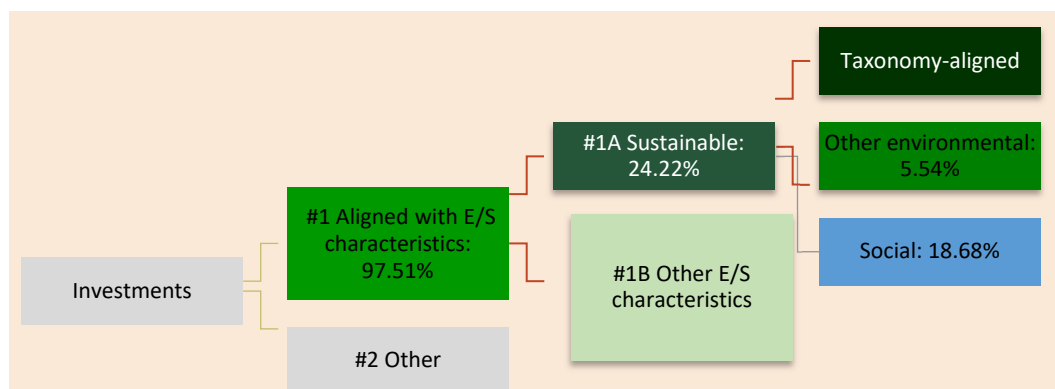 Investments
#1 Aligned with E/S
characteristics:
97.51%
#2 Other
#1A Sustainable:
24.22%
#1B Other E/S
characteristics
Taxonomy-aligned
Other environmental:
5.54%
Social: 18.68%